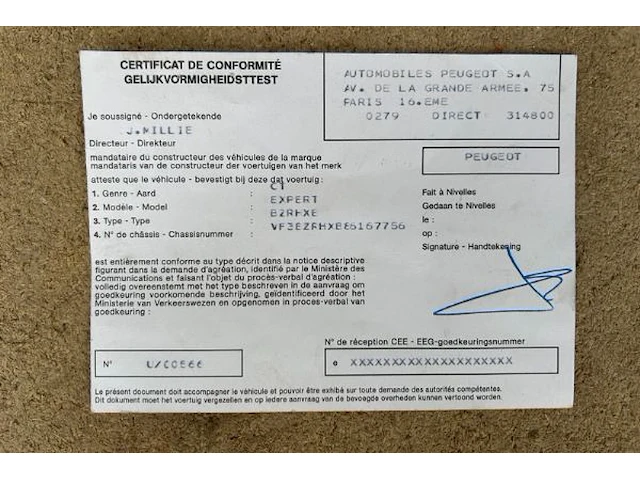 CERTIFICAT DE CONFORMITÉ
GELIJKVORMIGHEIDSTTEST
AUTOMOBILES PEUGEOT S.A
AV. DE LA GRANDE ARMEE. 75
PARIS 16.EME
0279 DIRECT 314800
Je soussigné - Ondergetekende
J.MILLIE
Directeur - Direkteur
mandataire du constructeur des véhicules de la marque
mandataris van de constructeur der voertuigen van het merk
PEUGEOT
atteste que le véhicule - bevestigt bij deze dat voertuig :
1. Genre - Aard : CT
2. Modèle - Model : EXPERT
3. Type - Type : BZRHXE
4. N° de châssis - Chassisnummer : VF3BZRHXB86167756
Fait à Nivelles
Gedaan te Nivelles
le :
op :
Signature - Handtekening
est entièrement conforme au type décrit dans la notice descriptive
figurant dans la demande d'agréation, identifié par le Ministère des
Communications et faisant l'objet du procès-verbal d'agréation :
volledig overeenstemt met het type beschreven in de aanvraag om
goedkeuring voorkomende beschrijving, geïdentificeerd door het
Ministerie van Verkeerswezen en opgenomen in proces-verbal van
goedkeuring :
N° U/C0566
N° de réception CEE - EEG-goedkeuringsnummer
e XXXXXXXXXXXXXXXXXXXX
Le présent document doit accompagner le véhicule et pouvoir être exhibé sur toute demande des autorités compétentes.
Dit document moet het voertuig vergezellen en op iedere aanvraag van de bevoegde overheden kunnen vertoond worden.